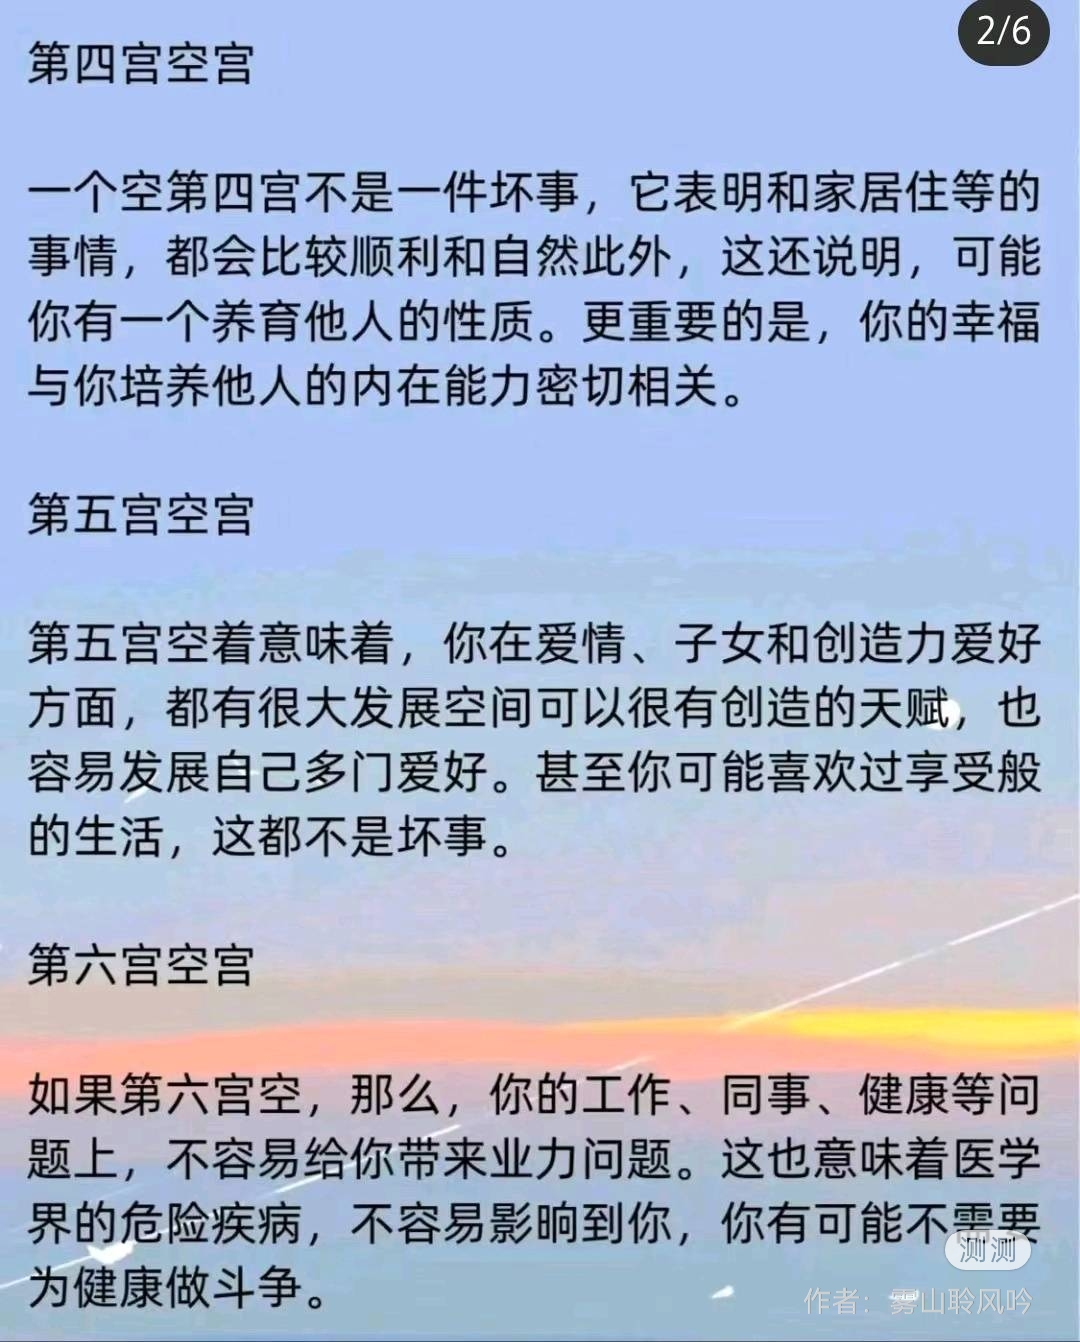 2/6
第四宫空宫
一个空第四宫不是一件坏事，它表明和家居住等的
事情，都会比较顺利和自然此外，这还说明，可能
你有一个养育他人的性质。更重要的是，你的幸福
与你培养他人的内在能力密切相关。
第五宫空宫
第五宫空着意味着，你在爱情、子女和创造力爱好
方面，都有很大发展空间可以很有创造的天赋，也
容易发展自己多门爱好。甚至你可能喜欢过享受般
的生活，这都不是坏事。
第六宫空宫
如果第六宫空，那么，你的工作、同事、健康等问
题上，不容易给你带来业力问题。这也意味着医学
界的危险疾病，不容易影响到你，你有可能不需要
为健康做斗争。
测测
作者：雾山聆风吟